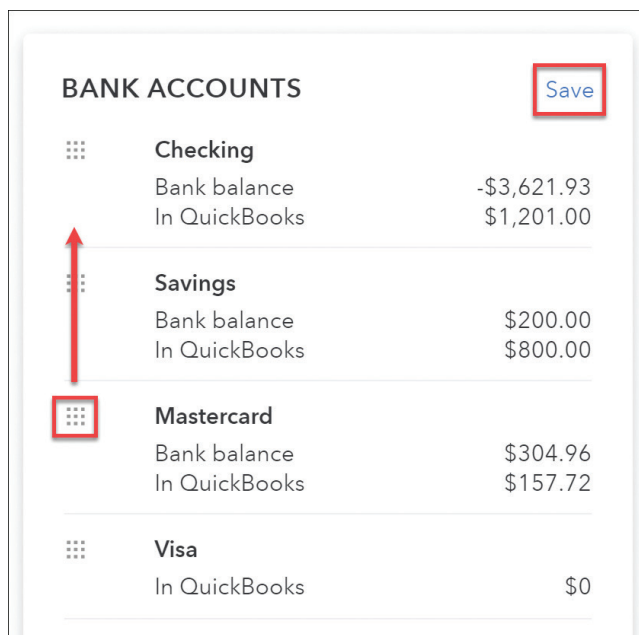 BANK ACCOUNTS Save
Checking
Bank balance -$3,621.93
In QuickBooks $1,201.00
Savings
Bank balance $200.00
In QuickBooks $800.00
Mastercard
Bank balance $304.96
In QuickBooks $157.72
Visa
In QuickBooks $0